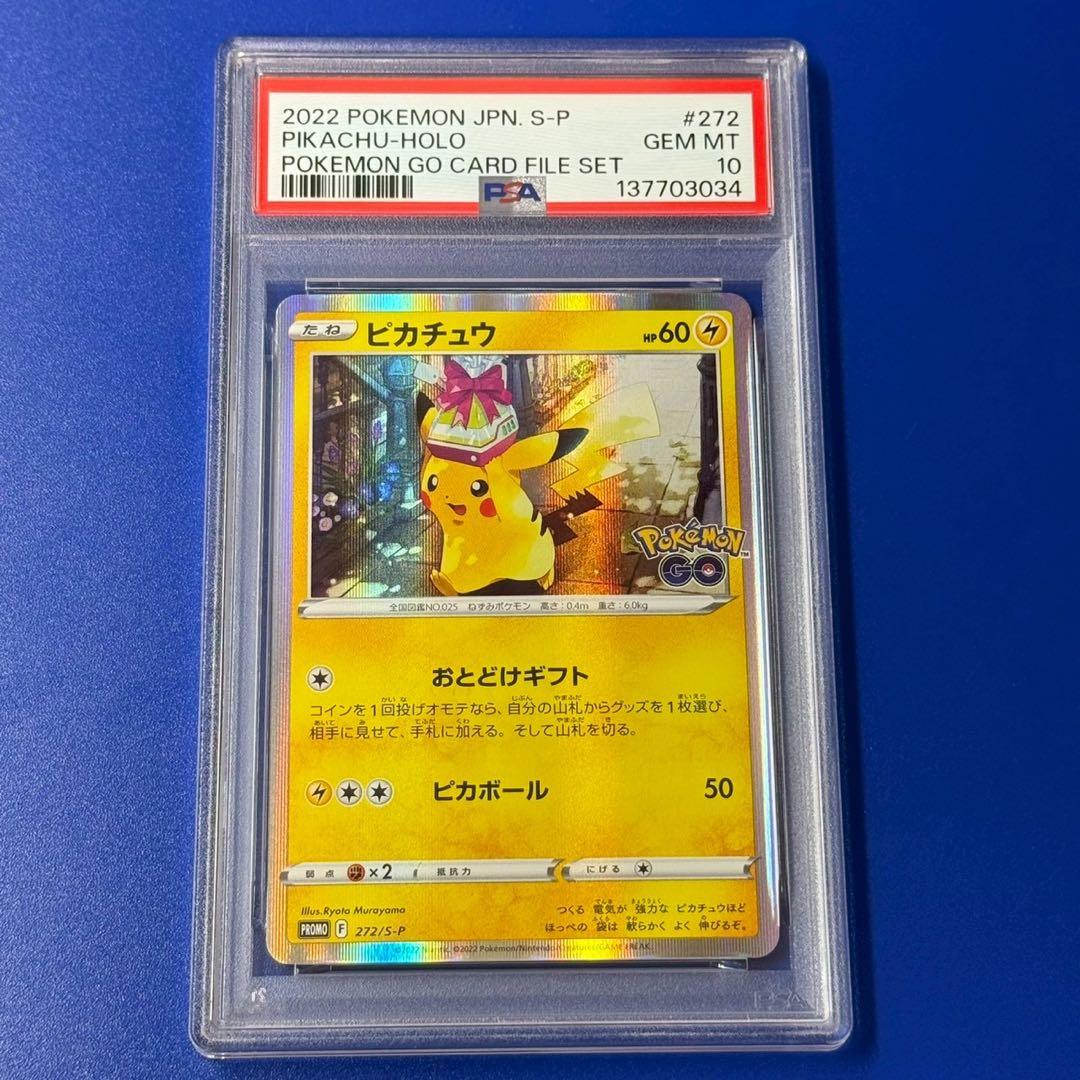 2022 POKEMON JPN. S-P #272
PIKACHU-HOLO GEM MT
POKEMON GO CARD FILE SET 10
PSA 137703034
たね ピカチュウ HP60
Pokémon GO ™
全国図鑑NO.025 ねずみポケモン 高さ:0.4m 重さ:6.0kg
おとどけギフト
コインを1回投げオモテなら、自分の山札からグッズを1枚選び、
相手に見せて、手札に加える。そして山札を切る。
ピカボール 50
弱点 ×2 抵抗力 にげる
Illus.Ryota Murayama
PROMO F 272/S-P
つくる 電気が 強力な ピカチュウほど
ほっぺの 袋は 軟らかく よく 伸びるぞ。
©2022 Pokémon/Nintendo/Creatures/GAME FREAK.
PSA